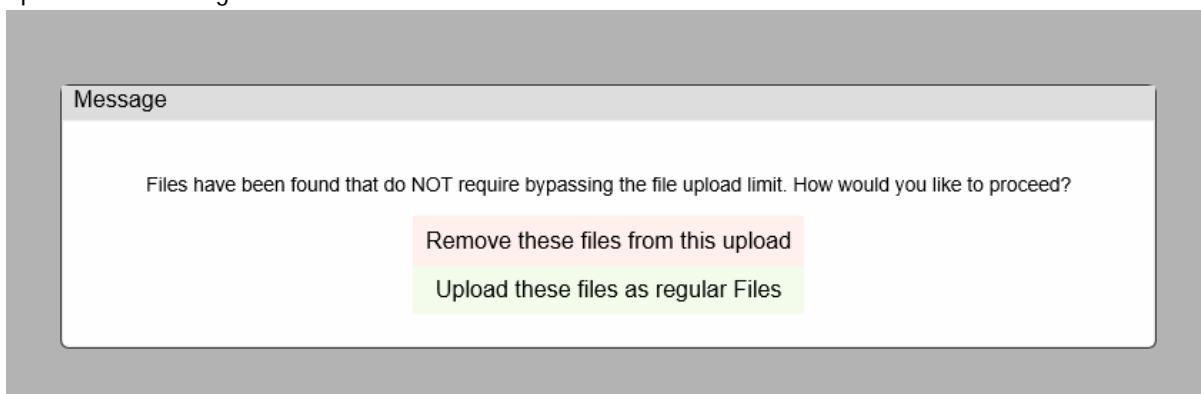 Message
Files have been found that do NOT require bypassing the file upload limit. How would you like to proceed?
Remove these files from this upload
Upload these files as regular Files